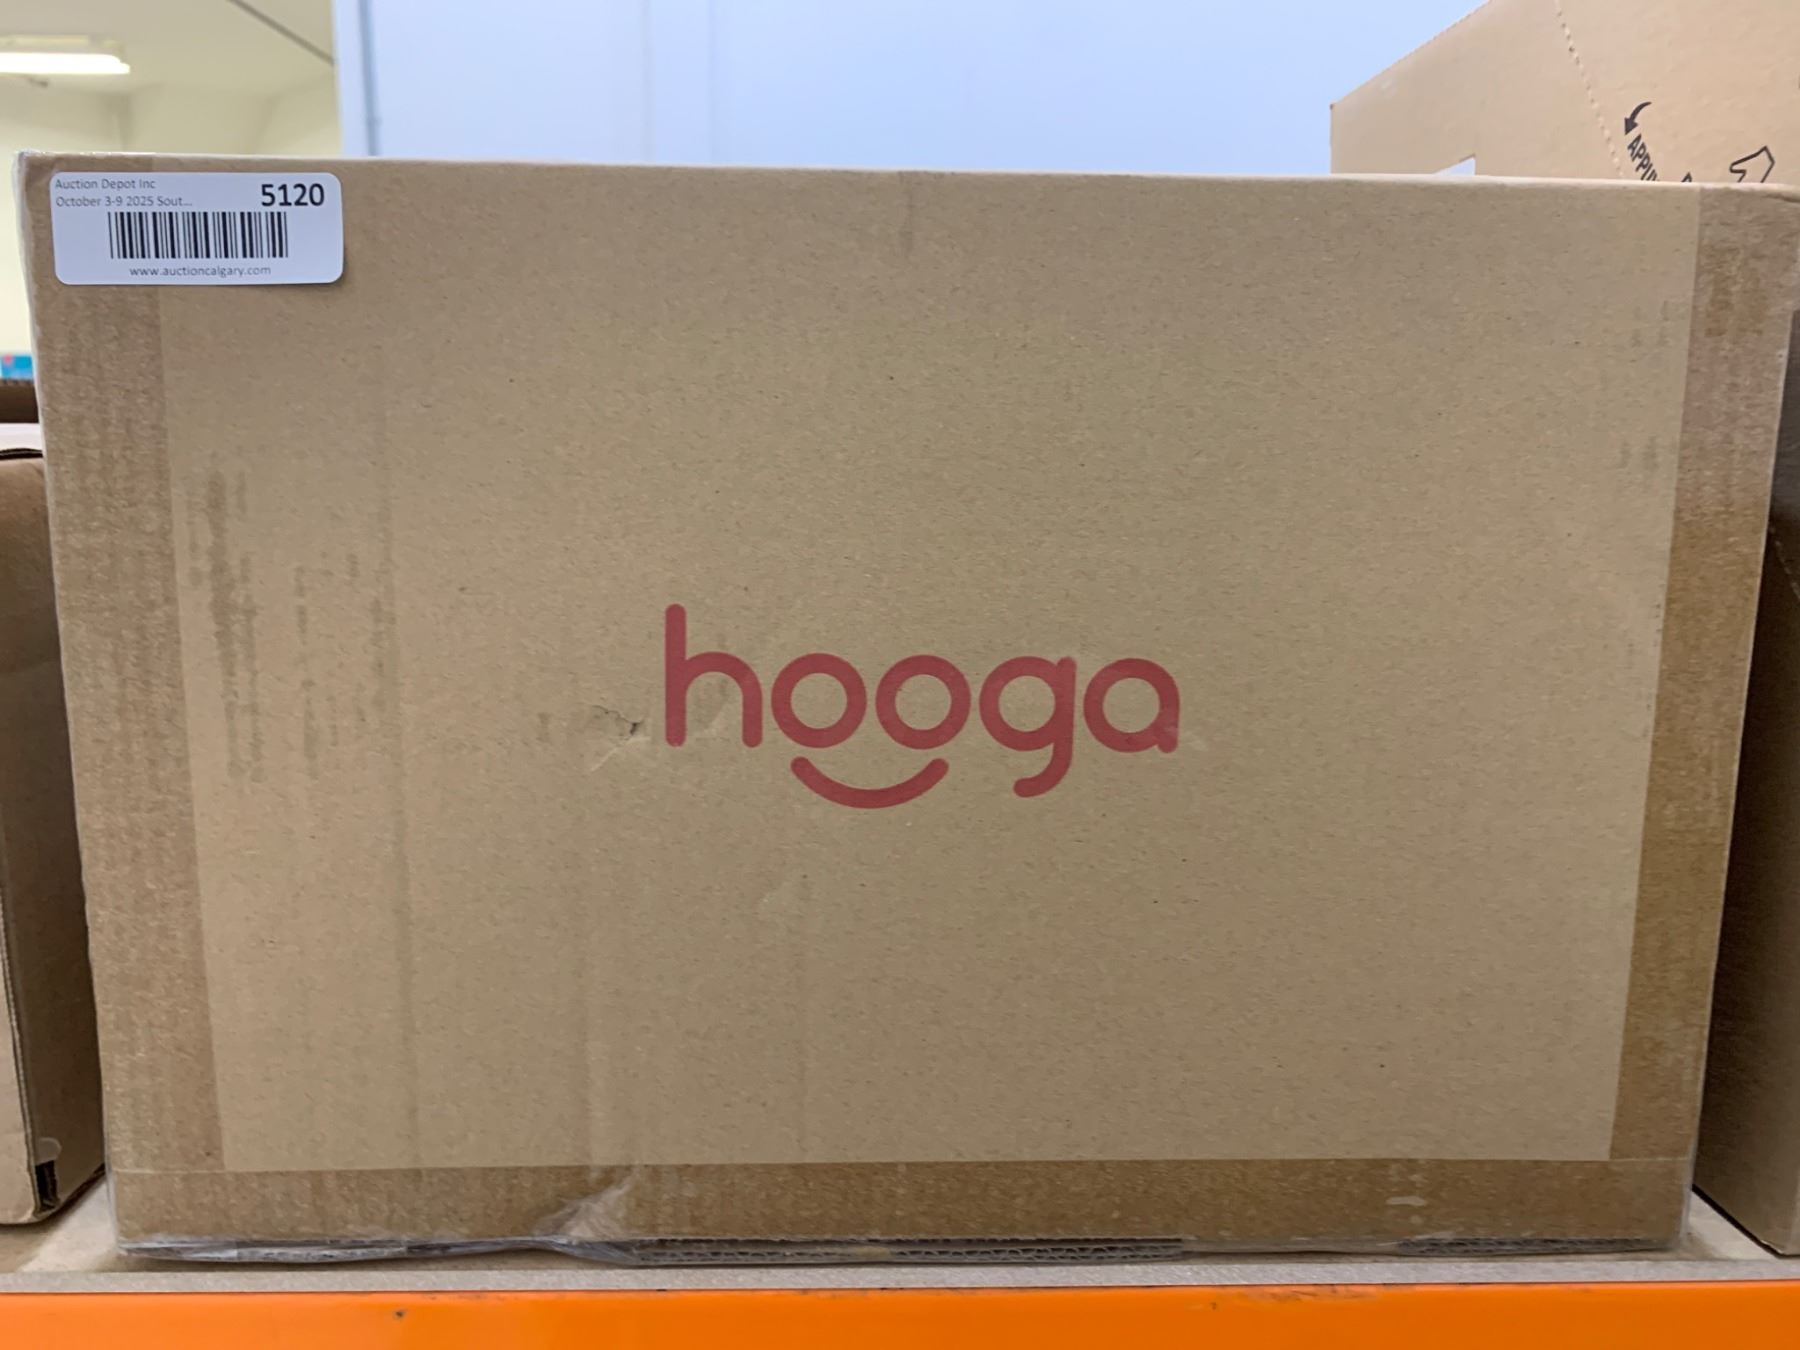 Auction Depot Inc
5120
October 3-9 2025 Sout...
www.auctioncalgary.com
hooga